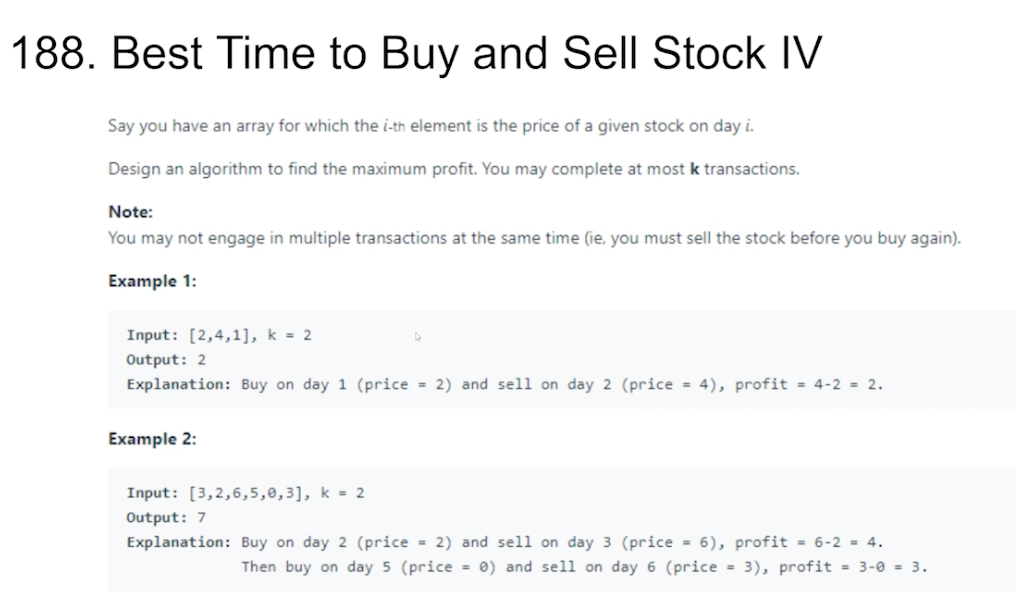 188. Best Time to Buy and Sell Stock IV
Say you have an array for which the i-th element is the price of a given stock on day i.
Design an algorithm to find the maximum profit. You may complete at most k transactions.
Note:
You may not engage in multiple transactions at the same time (ie, you must sell the stock before you buy again).
Example 1:
Input: [2,4,1], k = 2
Output: 2
Explanation: Buy on day 1 (price = 2) and sell on day 2 (price = 4), profit = 4-2 = 2.
Example 2:
Input: [3,2,6,5,0,3], k = 2
Output: 7
Explanation: Buy on day 2 (price = 2) and sell on day 3 (price = 6), profit = 6-2 = 4.
Then buy on day 5 (price = 0) and sell on day 6 (price = 3), profit = 3-0 = 3.